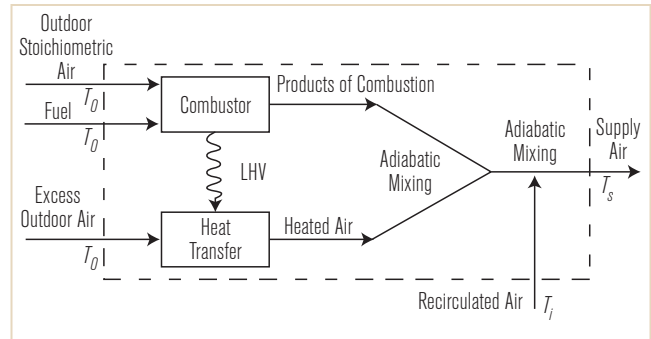 Outdoor
Stoichiometric
Air
T0
Fuel
T0
Combustor
Products of Combustion
LHV
Adiabatic
Mixing
Adiabatic
Mixing
Supply
Air
Ts
Excess
Outdoor Air
T0
Heat
Transfer
Heated Air
Recirculated Air
Ti